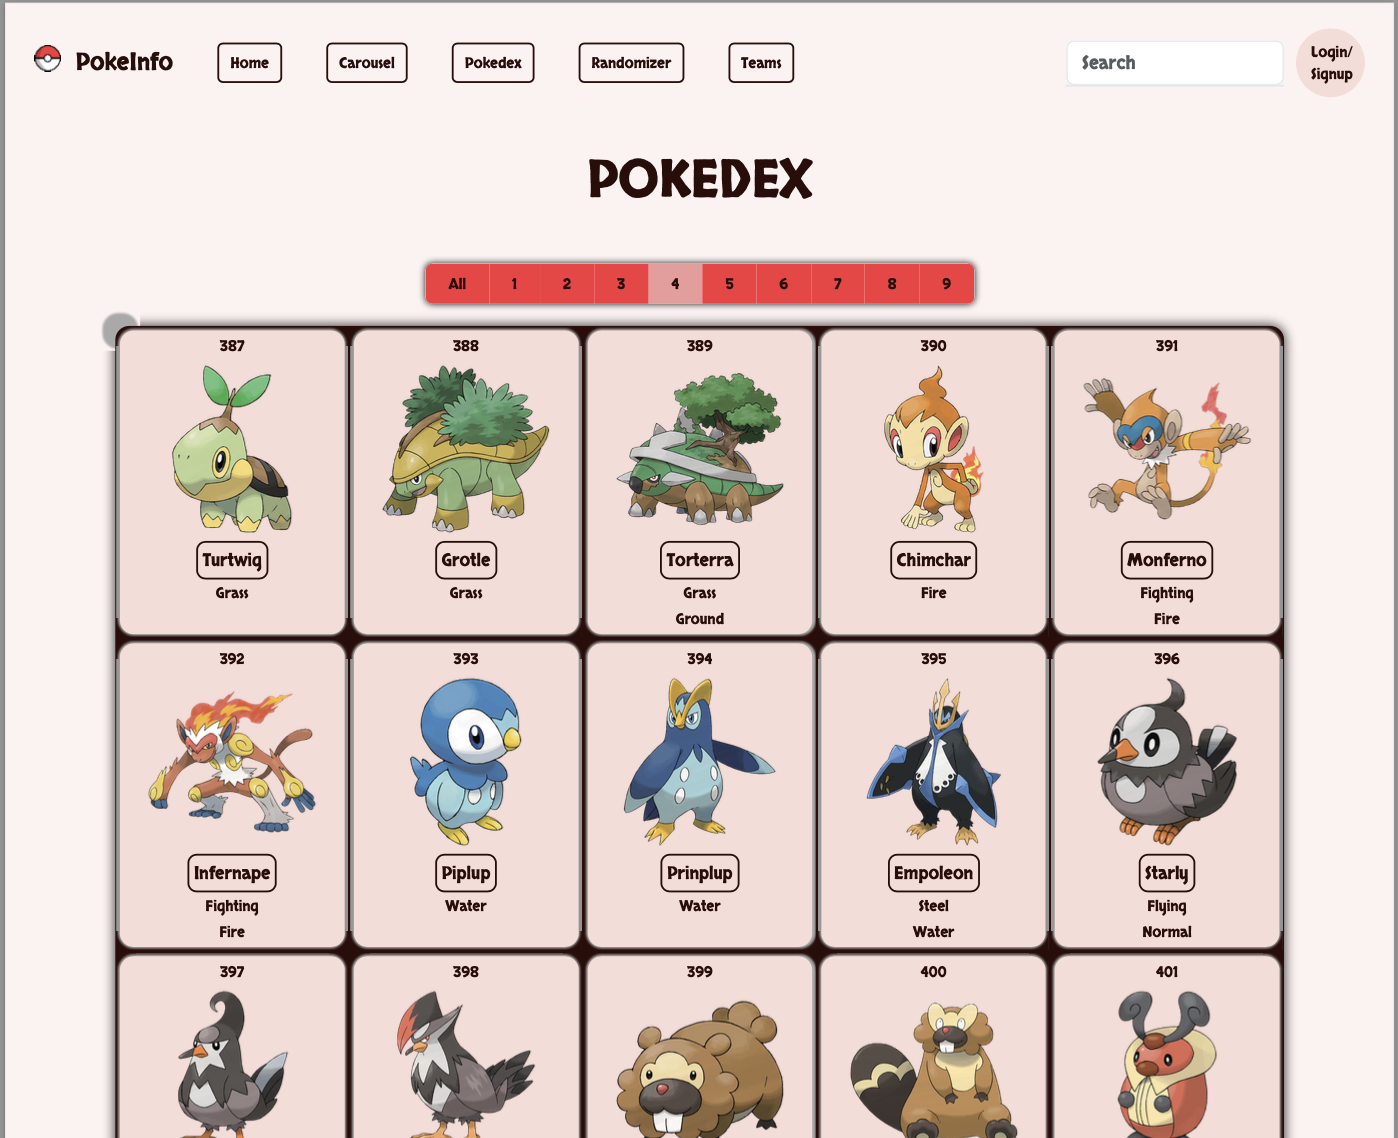 PokeInfo
Home
Carousel
Pokedex
Randomizer
Teams
Search
Login/
Signup
POKEDEX
All 1 2 3 4 5 6 7 8 9
387
Turtwig
Grass
388
Grotle
Grass
389
Torterra
Grass
Ground
390
Chimchar
Fire
391
Monferno
Fighting
Fire
392
Infernape
Fighting
Fire
393
Piplup
Water
394
Prinplup
Water
395
Empoleon
Steel
Water
396
Starly
Flying
Normal
397
398
399
400
401